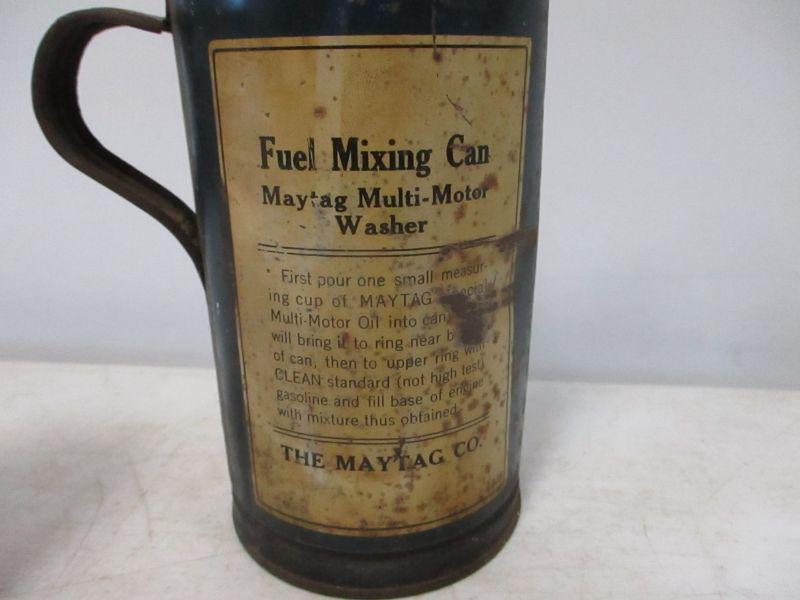 Fuel Mixing Can
Maytag Multi-Motor
Washer
First pour one small measur-
ing cup of MAYTAG
Multi-Motor Oil into can
will bring it to ring near
of can, then to upper ring with
CLEAN standard (not high test)
gasoline and fill base of engine
with mixture thus obtained.
THE MAYTAG CO.